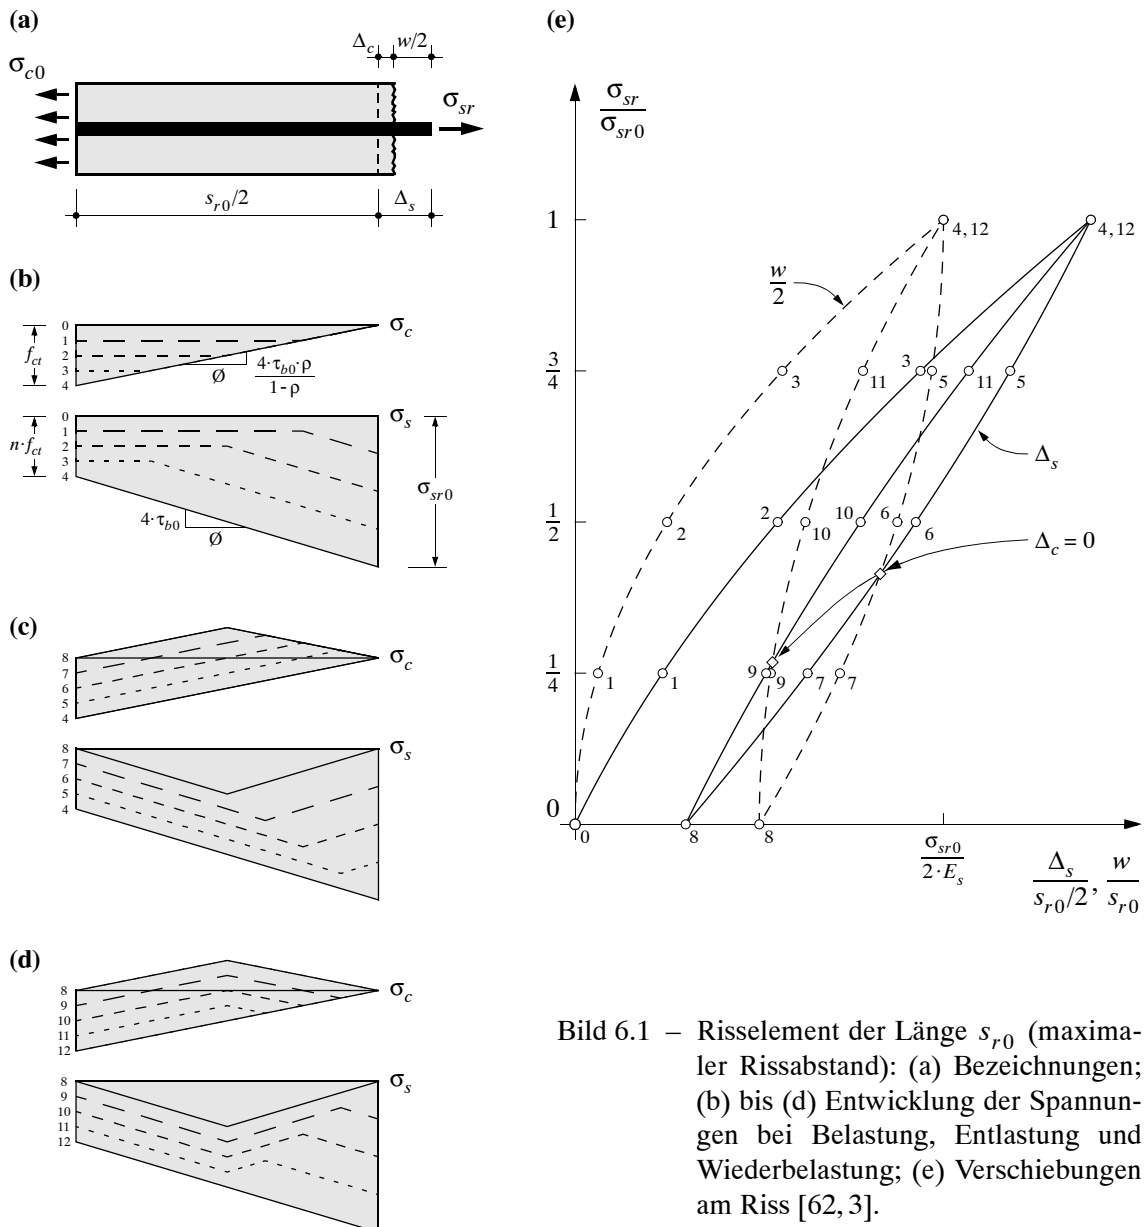 (a)
Δc w/2
σc0
σsr
sr0/2 Δs
(b)
0
1
2
3
4
fct
σc
Ø
4·τb0·ρ
1-ρ
0
1
2
3
4
n·fct
σs
σsr0
4·τb0
Ø
(c)
8
7
6
5
4
σc
8
7
6
5
4
σs
(d)
8
9
10
11
12
σc
8
9
10
11
12
σs
(e)
σsr
σsr0
1
3
4
1
2
1
4
0
w
2
4, 12
4, 12
3
11
3
5
11
5
Δs
2
2
10
10
6
6
Δc = 0
1
1
9
9
7
7
0
8
8
σsr0
2·Es
Δs
sr0/2
,
w
sr0
Bild 6.1 – Risselement der Länge sr0 (maxima-
ler Rissabstand): (a) Bezeichnungen;
(b) bis (d) Entwicklung der Spannun-
gen bei Belastung, Entlastung und
Wiederbelastung; (e) Verschiebungen
am Riss [62, 3].